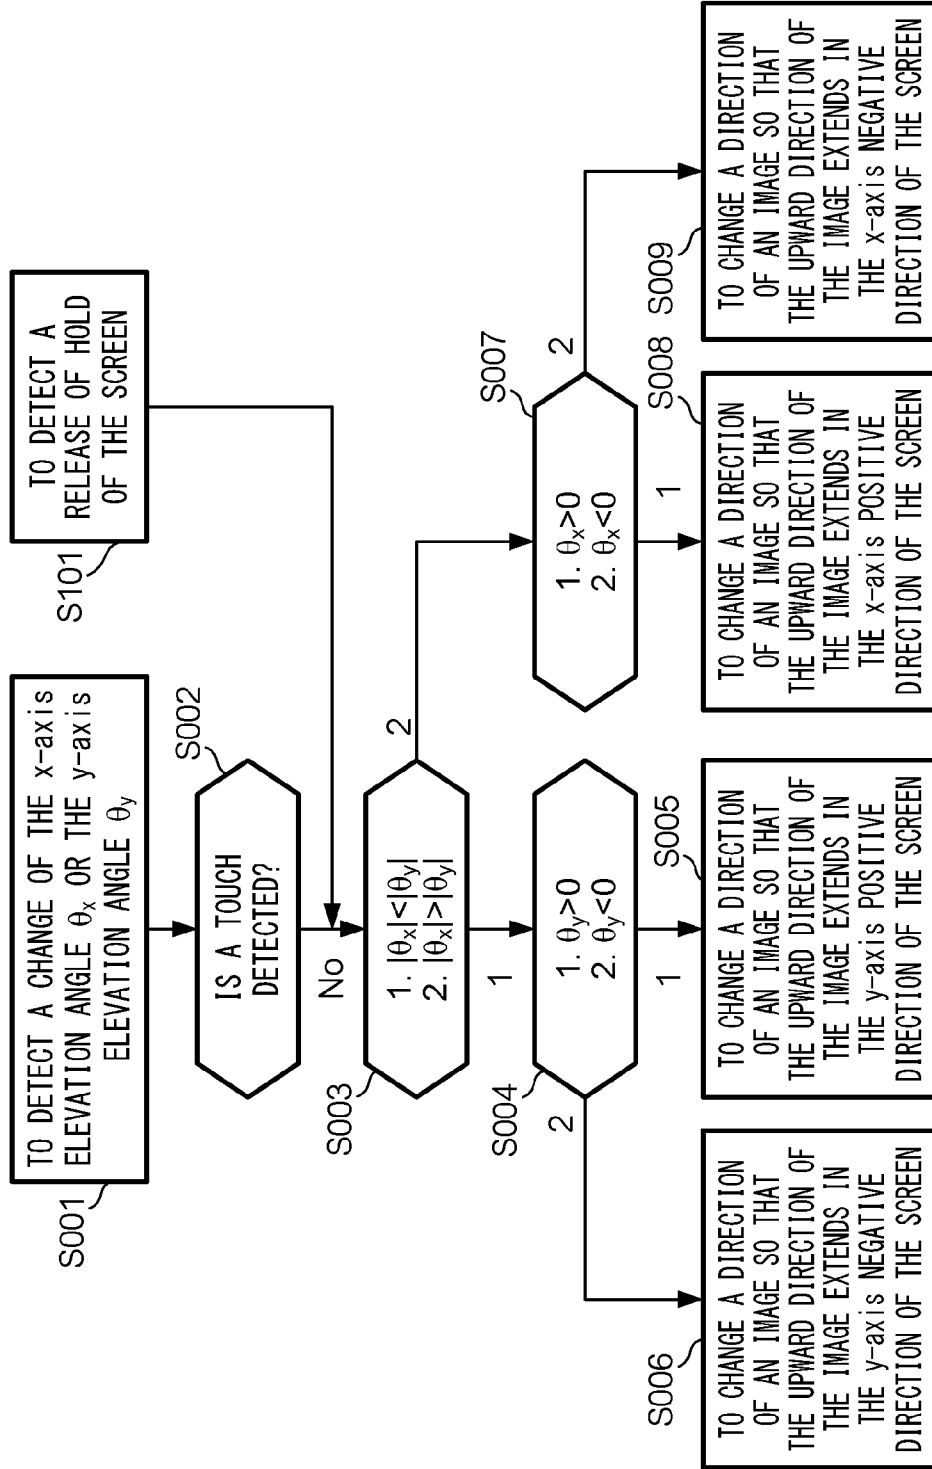 S001
TO DETECT A CHANGE OF THE x-axis
ELEVATION ANGLE θx OR THE y-axis
ELEVATION ANGLE θy
S101
TO DETECT A
RELEASE OF HOLD
OF THE SCREEN
S002
IS A TOUCH
DETECTED?
No
S003
1. |θx|<|θy|
2. |θx|>|θy|
2
1
S004
1. θy>0
2. θy<0
2
1
S007
1. θx>0
2. θx<0
2
1
S006
TO CHANGE A DIRECTION
OF AN IMAGE SO THAT
THE UPWARD DIRECTION OF
THE IMAGE EXTENDS IN
THE y-axis NEGATIVE
DIRECTION OF THE SCREEN
S005
TO CHANGE A DIRECTION
OF AN IMAGE SO THAT
THE UPWARD DIRECTION OF
THE IMAGE EXTENDS IN
THE y-axis POSITIVE
DIRECTION OF THE SCREEN
S008
TO CHANGE A DIRECTION
OF AN IMAGE SO THAT
THE UPWARD DIRECTION OF
THE IMAGE EXTENDS IN
THE x-axis POSITIVE
DIRECTION OF THE SCREEN
S009
TO CHANGE A DIRECTION
OF AN IMAGE SO THAT
THE UPWARD DIRECTION OF
THE IMAGE EXTENDS IN
THE x-axis NEGATIVE
DIRECTION OF THE SCREEN